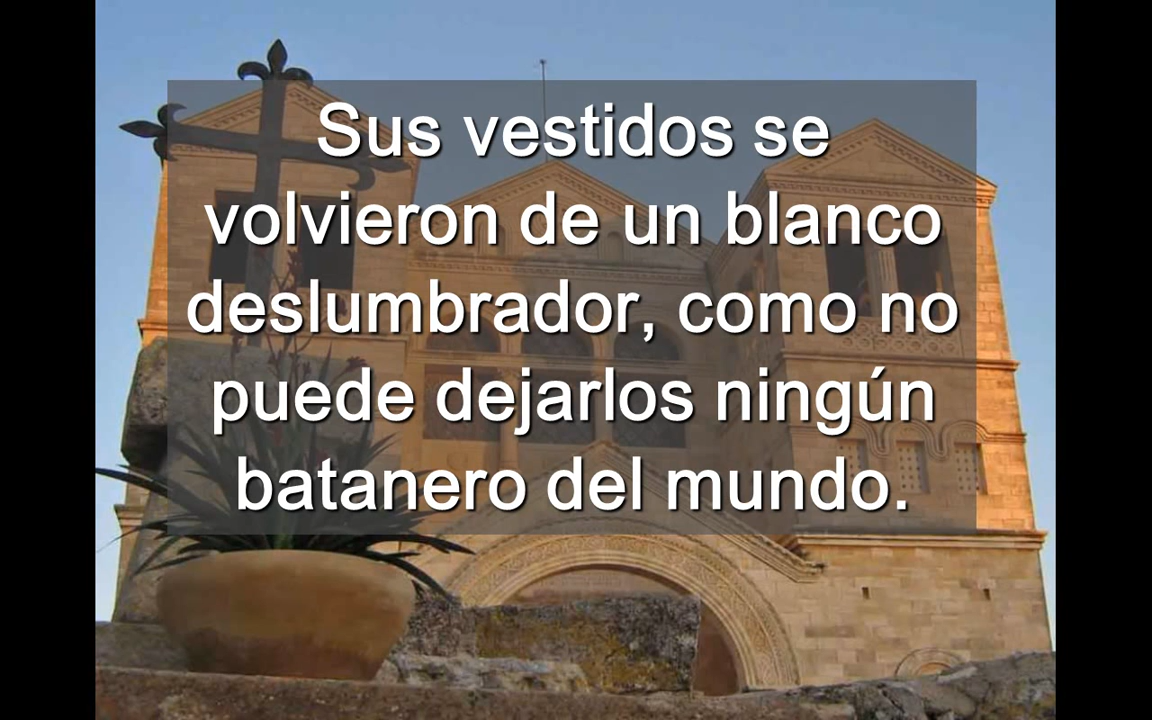 Sus vestidos se
volvieron de un blanco
deslumbrador, como no
puede dejarlos ningún
batanero del mundo.